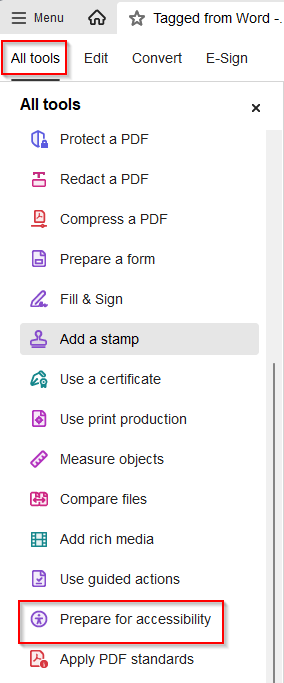 Menu
Tagged from Word -..
All tools Edit Convert E-Sign
All tools
Protect a PDF
Redact a PDF
Compress a PDF
Prepare a form
Fill & Sign
Add a stamp
Use a certificate
Use print production
Measure objects
Compare files
Add rich media
Use guided actions
Prepare for accessibility
Apply PDF standards